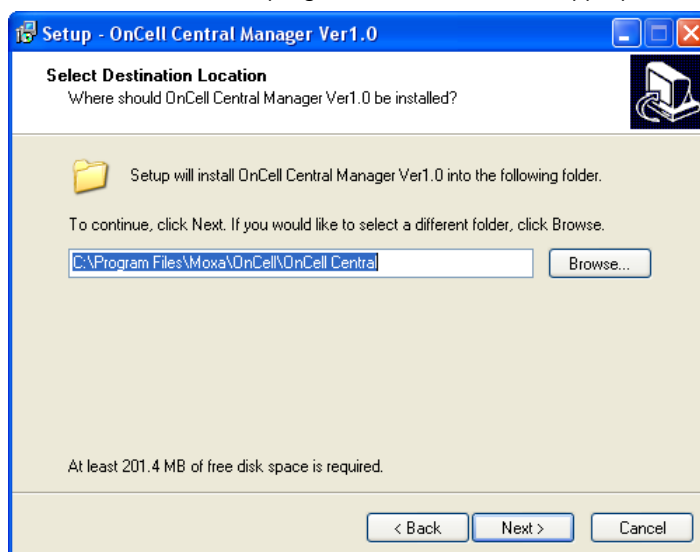 Setup - OnCell Central Manager Ver1.0
Select Destination Location
Where should OnCell Central Manager Ver1.0 be installed?
Setup will install OnCell Central Manager Ver1.0 into the following folder.
To continue, click Next. If you would like to select a different folder, click Browse.
C:\Program Files\Moxa\OnCell\OnCell Central
Browse...
At least 201.4 MB of free disk space is required.
< Back Next > Cancel